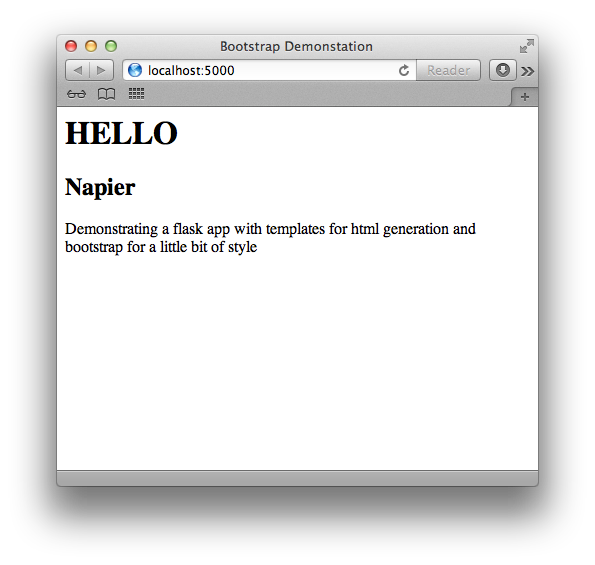 Bootstrap Demonstation
localhost:5000
Reader
HELLO
Napier
Demonstrating a flask app with templates for html generation and
bootstrap for a little bit of style